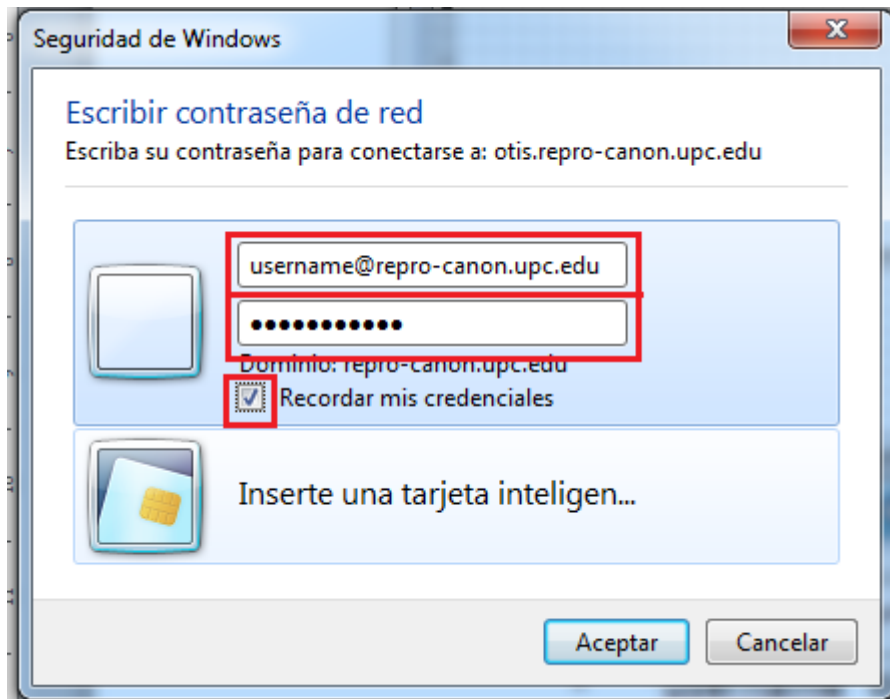 Seguridad de Windows
Escribir contraseña de red
Escriba su contraseña para conectarse a: otis.repro-canon.upc.edu
username@repro-canon.upc.edu
●●●●●●●●●●●
Dominio: repro-canon.upc.edu
Recordar mis credenciales
Inserte una tarjeta inteligen...
Aceptar
Cancelar